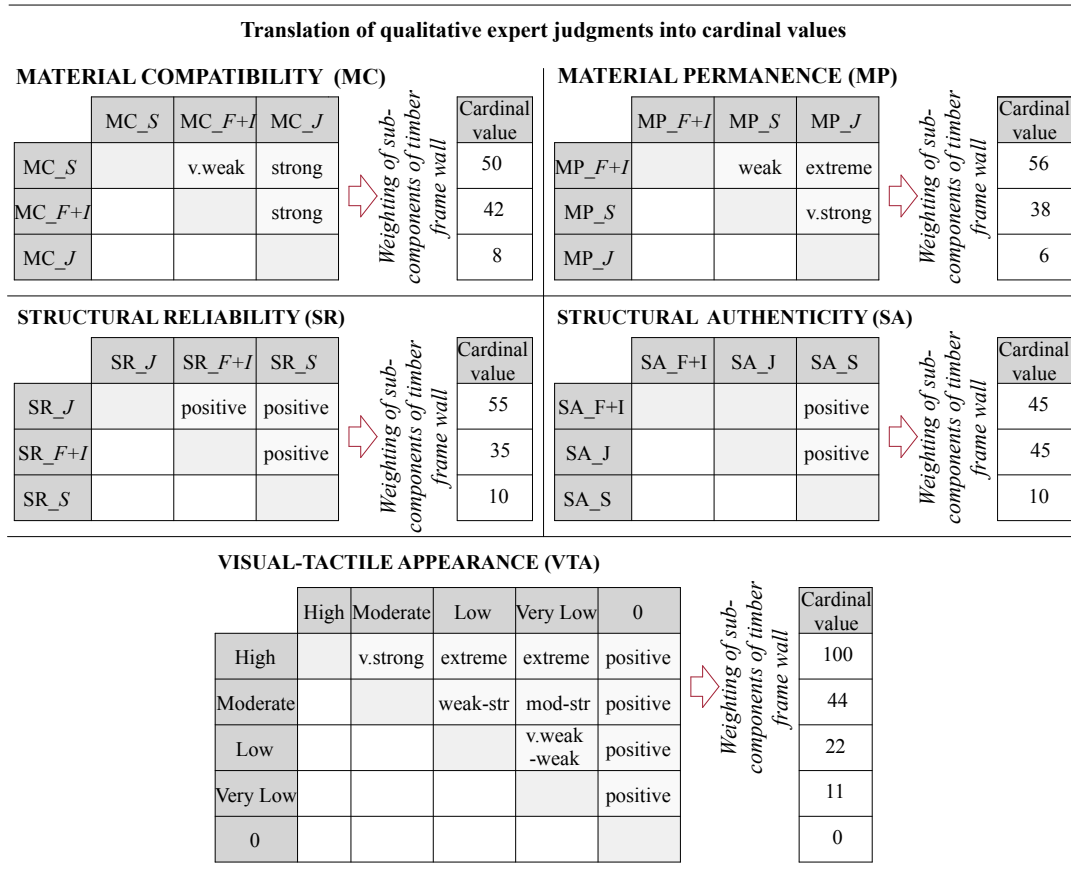 Translation of qualitative expert judgments into cardinal values
MATERIAL COMPATIBILITY (MC)
MC_S MC_F+I MC_J
MC_S v.weak strong
MC_F+I strong
MC_J
Weighting of sub-
components of timber
frame wall
Cardinal
value
50
42
8
MATERIAL PERMANENCE (MP)
MP_F+I MP_S MP_J
MP_F+I weak extreme
MP_S v.strong
MP_J
Weighting of sub-
components of timber
frame wall
Cardinal
value
56
38
6
STRUCTURAL RELIABILITY (SR)
SR_J SR_F+I SR_S
SR_J positive positive
SR_F+I positive
SR_S
Weighting of sub-
components of timber
frame wall
Cardinal
value
55
35
10
STRUCTURAL AUTHENTICITY (SA)
SA_F+I SA_J SA_S
SA_F+I positive
SA_J positive
SA_S
Weighting of sub-
components of timber
frame wall
Cardinal
value
45
45
10
VISUAL-TACTILE APPEARANCE (VTA)
High Moderate Low Very Low 0
High v.strong extreme extreme positive
Moderate weak-str mod-str positive
Low v.weak
-weak positive
Very Low positive
0
Weighting of sub-
components of timber
frame wall
Cardinal
value
100
44
22
11
0